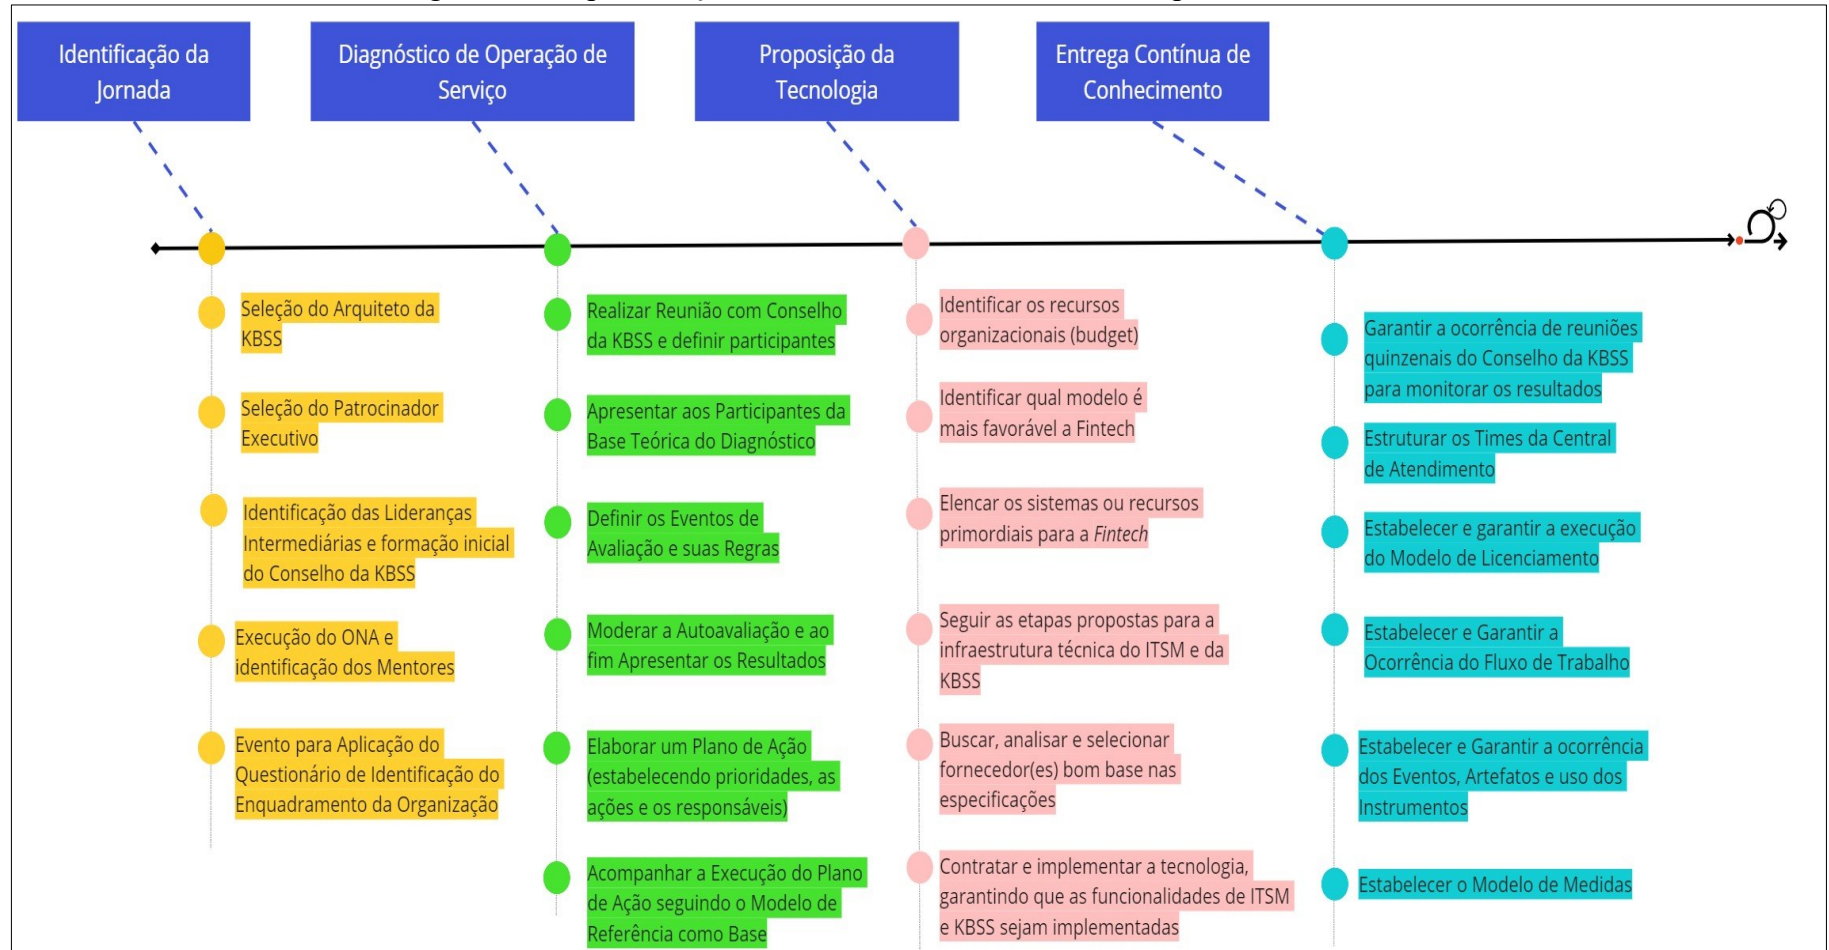 Identificação da
Jornada
Diagnóstico de Operação de
Serviço
Proposição da
Tecnologia
Entrega Contínua de
Conhecimento
Seleção do Arquiteto da
KBSS
Seleção do Patrocinador
Executivo
Identificação das Lideranças
Intermediárias e formação inicial
do Conselho da KBSS
Execução do ONA e
identificação dos Mentores
Evento para Aplicação do
Questionário de Identificação do
Enquadramento da Organização
Realizar Reunião com Conselho
da KBSS e definir participantes
Apresentar aos Participantes da
Base Teórica do Diagnóstico
Definir os Eventos de
Avaliação e suas Regras
Moderar a Autoavaliação e ao
fim Apresentar os Resultados
Elaborar um Plano de Ação
(estabelecendo prioridades, as
ações e os responsáveis)
Acompanhar a Execução do Plano
de Ação seguindo o Modelo de
Referência como Base
Identificar os recursos
organizacionais (budget)
Identificar qual modelo é
mais favorável a Fintech
Elencar os sistemas ou recursos
primordiais para a Fintech
Seguir as etapas propostas para a
infraestrutura técnica do ITSM e da
KBSS
Buscar, analisar e selecionar
fornecedor(es) bom base nas
especificações
Contratar e implementar a tecnologia,
garantindo que as funcionalidades de ITSM
e KBSS sejam implementadas
Garantir a ocorrência de reuniões
quinzenais do Conselho da KBSS
para monitorar os resultados
Estruturar os Times da Central
de Atendimento
Estabelecer e garantir a execução
do Modelo de Licenciamento
Estabelecer e Garantir a
Ocorrência do Fluxo de Trabalho
Estabelecer e Garantir a ocorrência
dos Eventos, Artefatos e uso dos
Instrumentos
Estabelecer o Modelo de Medidas